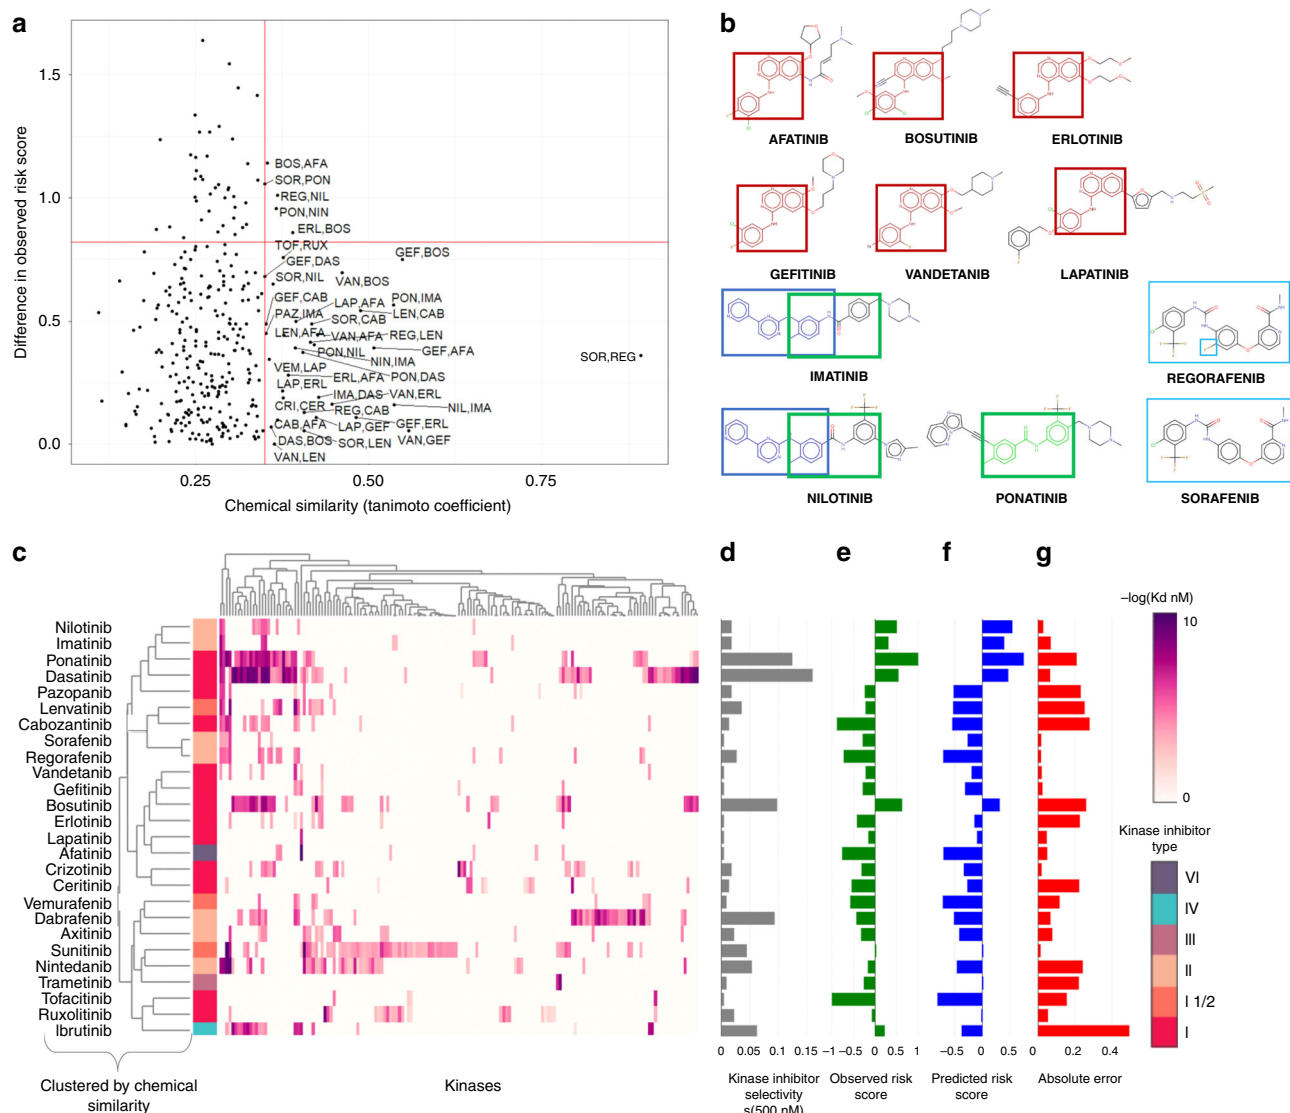 a
1.5
1.0
0.5
0.0
Difference in observed risk score
0.25
0.50
0.75
Chemical similarity (tanimoto coefficient)
BOS,AFA
SOR,PON
REG,NIL
PON,NIN
ERL,BOS
TOF,RUX
GEF,BOS
GEF,DAS
SOR,NIL
VAN,BOS
GEF,CAB
LAP,AFA
PON,IMA
PAZ,IMA
SOR,CAB
LEN,CAB
LEN,AFA
VAN,AFA
REG,LEN
PON,NIL
GEF,AFA
SOR,REG
NIN,IMA
VEM,LAP
ERL,AFA
PON,DAS
LAP,ERL
IMA,DAS
VAN,ERL
CRI,CER
REG,CAB
NIL,IMA
CAB,AFA
LAP,GEF
GEF,ERL
DAS,BOS
SOR,LEN
VAN,GEF
VAN,LEN
b
AFATINIB
BOSUTINIB
ERLOTINIB
GEFITINIB
VANDETANIB
LAPATINIB
IMATINIB
REGORAFENIB
NILOTINIB
PONATINIB
SORAFENIB
c
Nilotinib
Imatinib
Ponatinib
Dasatinib
Pazopanib
Lenvatinib
Cabozantinib
Sorafenib
Regorafenib
Vandetanib
Gefitinib
Bosutinib
Erlotinib
Lapatinib
Afatinib
Crizotinib
Ceritinib
Vemurafenib
Dabrafenib
Axitinib
Sunitinib
Nintedanib
Trametinib
Tofacitinib
Ruxolitinib
Ibrutinib
Clustered by chemical
similarity
Kinases
d
0 0.05 0.1 0.15
Kinase inhibitor
selectivity
s(500 nM)
e
−1 −0.5 0 0.5 1
Observed risk
score
f
−0.5 0 0.5
Predicted risk
score
g
0 0.2 0.4
Absolute error
−log(Kd nM)
10
0
Kinase inhibitor
type
VI
IV
III
II
I 1/2
I